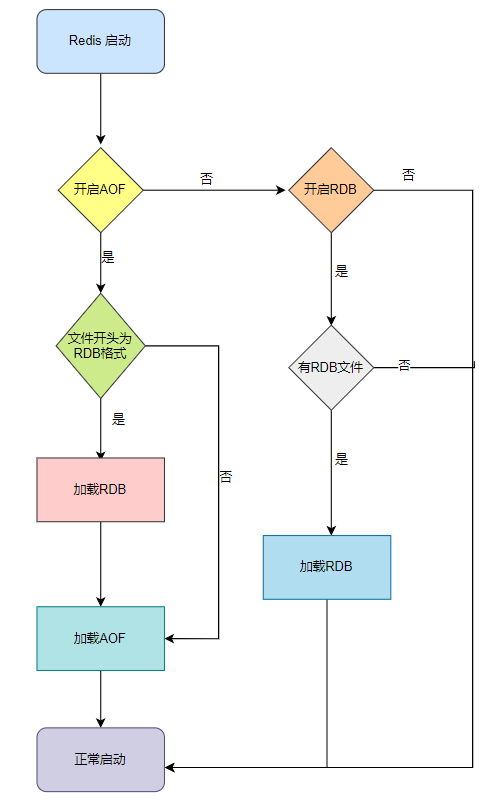 Redis 启动
开启AOF
否
开启RDB
否
是
是
文件开头为
RDB格式
有RDB文件
否
是
否
是
加载RDB
加载RDB
加载AOF
正常启动